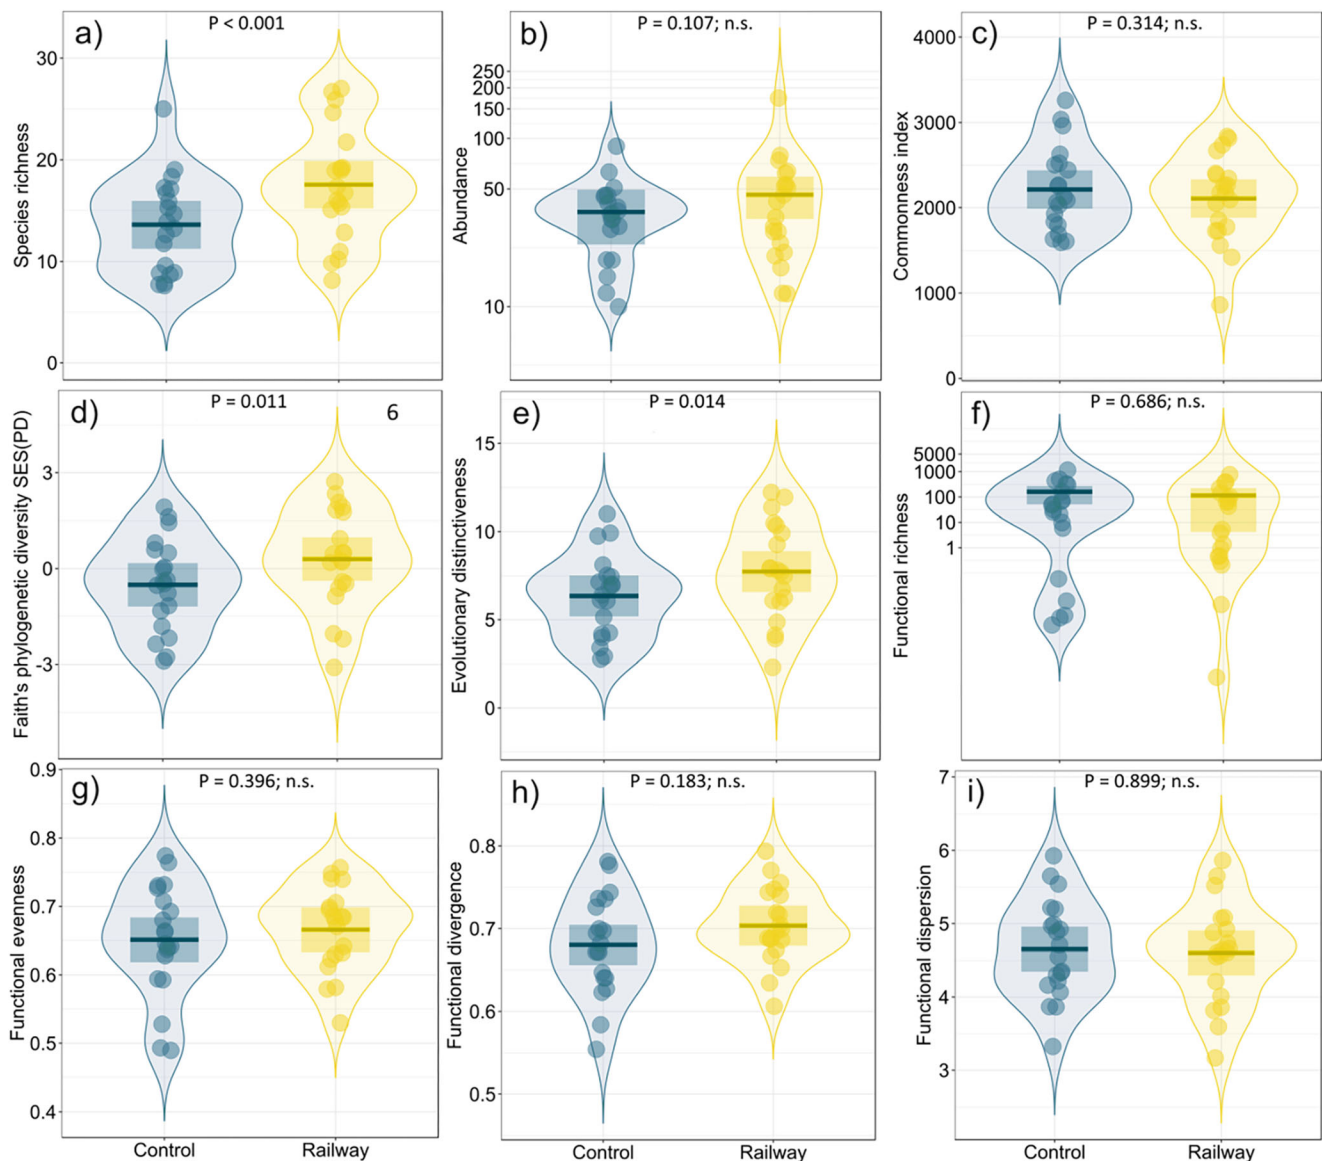 a) P < 0.001
Species richness
30
20
10
0
b) P = 0.107; n.s.
Abundance
250
200
150
100
50
10
c) P = 0.314; n.s.
Commonness index
4000
3000
2000
1000
0
d) P = 0.011 6
Faith's phylogenetic diversity SES(PD)
3
0
-3
e) P = 0.014
Evolutionary distinctiveness
15
10
5
0
f) P = 0.686; n.s.
Functional richness
5000
1000
100
10
1
g) P = 0.396; n.s.
Functional evenness
0.9
0.8
0.7
0.6
0.5
0.4
Control Railway
h) P = 0.183; n.s.
Functional divergence
0.8
0.7
0.6
0.5
Control Railway
i) P = 0.899; n.s.
Functional dispersion
7
6
5
4
3
Control Railway